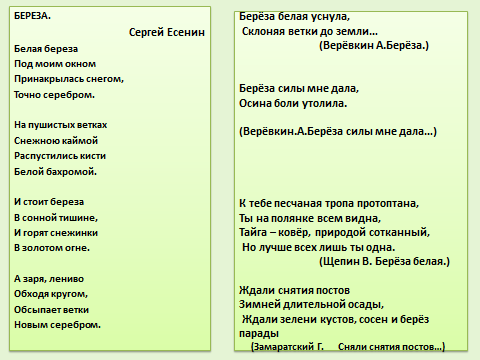 БЕРЕЗА.
Сергей Есенин
Белая береза
Под моим окном
Принакрылась снегом,
Точно серебром.
На пушистых ветках
Снежною каймой
Распустились кисти
Белой бахромой.
И стоит береза
В сонной тишине,
И горят снежинки
В золотом огне.
А заря, лениво
Обходя кругом,
Обсыпает ветки
Новым серебром.
Берёза белая уснула,
Склоняя ветки до земли...
(Верёвкин А.Берёза.)
Берёза силы мне дала,
Осина боли утолила.
(Верёвкин.А.Берёза силы мне дала...)
К тебе песчаная тропа протоптана,
Ты на полянке всем видна,
Тайга – ковёр, природой сотканный,
Но лучше всех лишь ты одна.
(Щепин В. Берёза белая.)
Ждали снятия постов
Зимней длительной осады,
Ждали зелени кустов, сосен и берёз
парады
(Замаратский Г. Сняли снятия постов...)